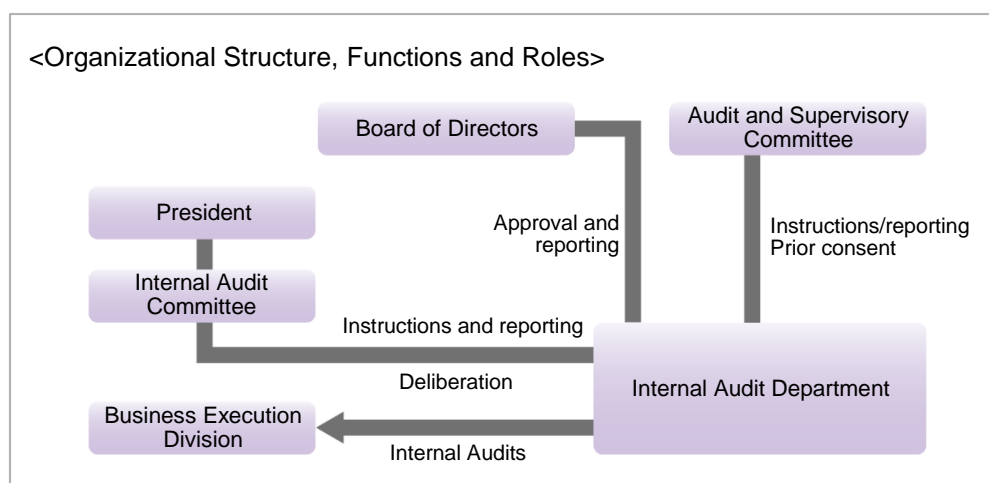 <Organizational Structure, Functions and Roles>
Board of Directors
Audit and Supervisory
Committee
President
Approval and
reporting
Instructions/reporting
Prior consent
Internal Audit
Committee
Instructions and reporting
Deliberation
Internal Audit Department
Business Execution
Division
Internal Audits